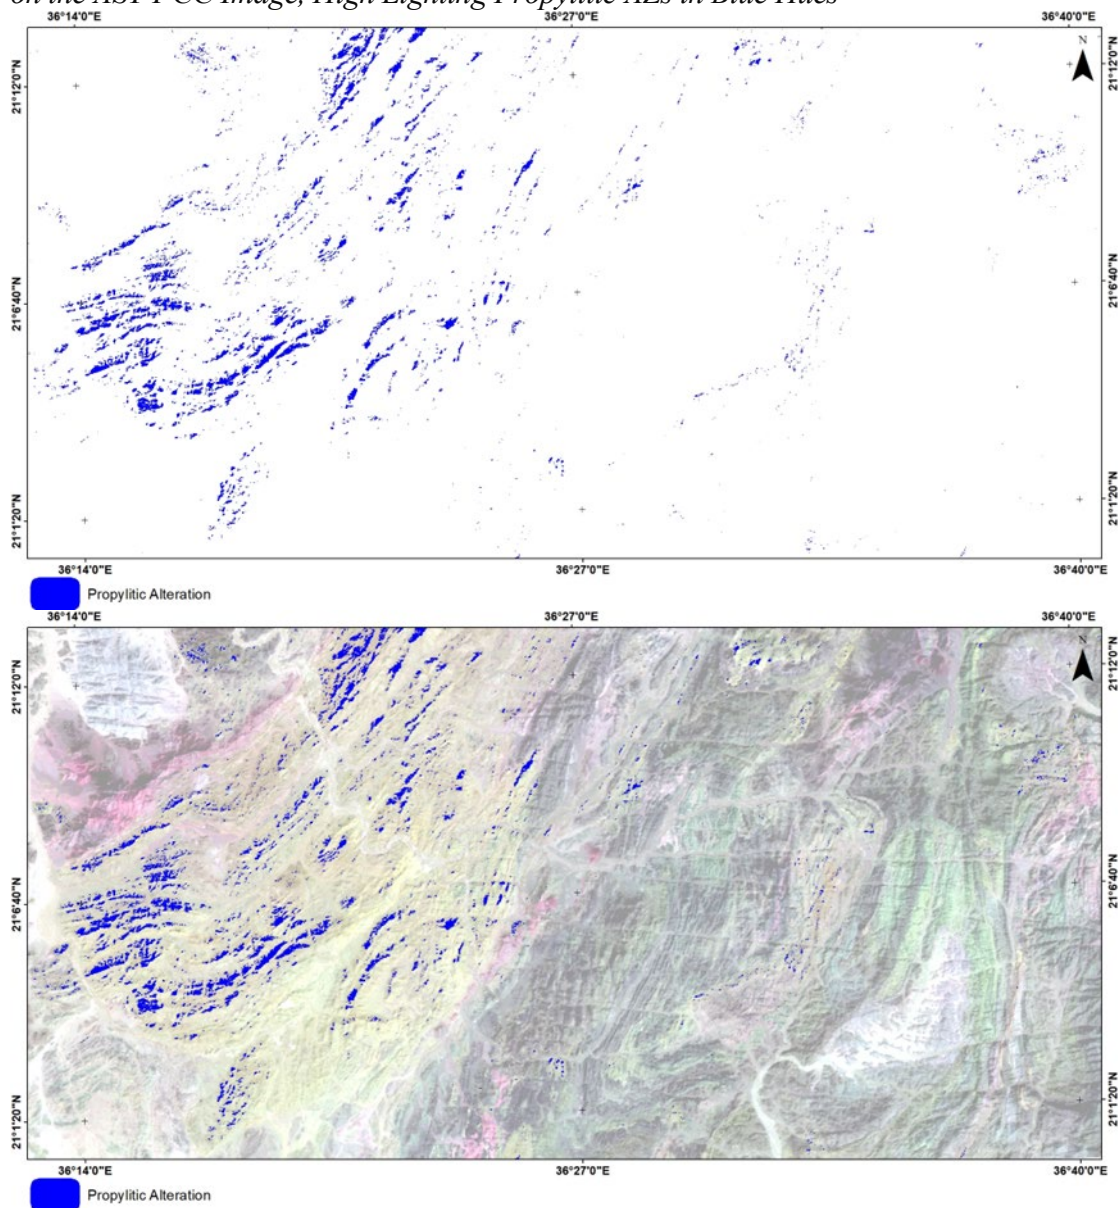 on the AST PCC Image, High Lighting Propylitic AZs in Blue Hues
36°14'0"E 36°27'0"E 36°40'0"E
N
21°12'0"N 21°12'0"N
21°6'40"N 21°6'40"N
21°1'20"N 21°1'20"N
36°14'0"E 36°27'0"E 36°40'0"E
Propylitic Alteration
36°14'0"E 36°27'0"E 36°40'0"E
N
21°12'0"N 21°12'0"N
21°6'40"N 21°6'40"N
21°1'20"N 21°1'20"N
36°14'0"E 36°27'0"E 36°40'0"E
Propylitic Alteration